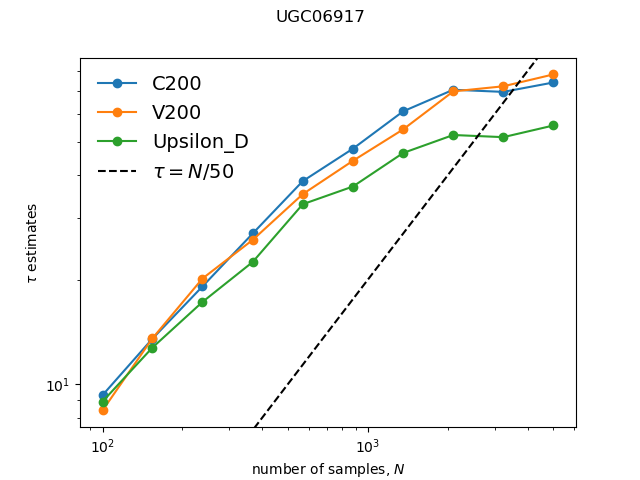 UGC06917
C200
V200
Upsilon_D
τ = N/50
τ estimates
10¹
10² 10³
number of samples, N